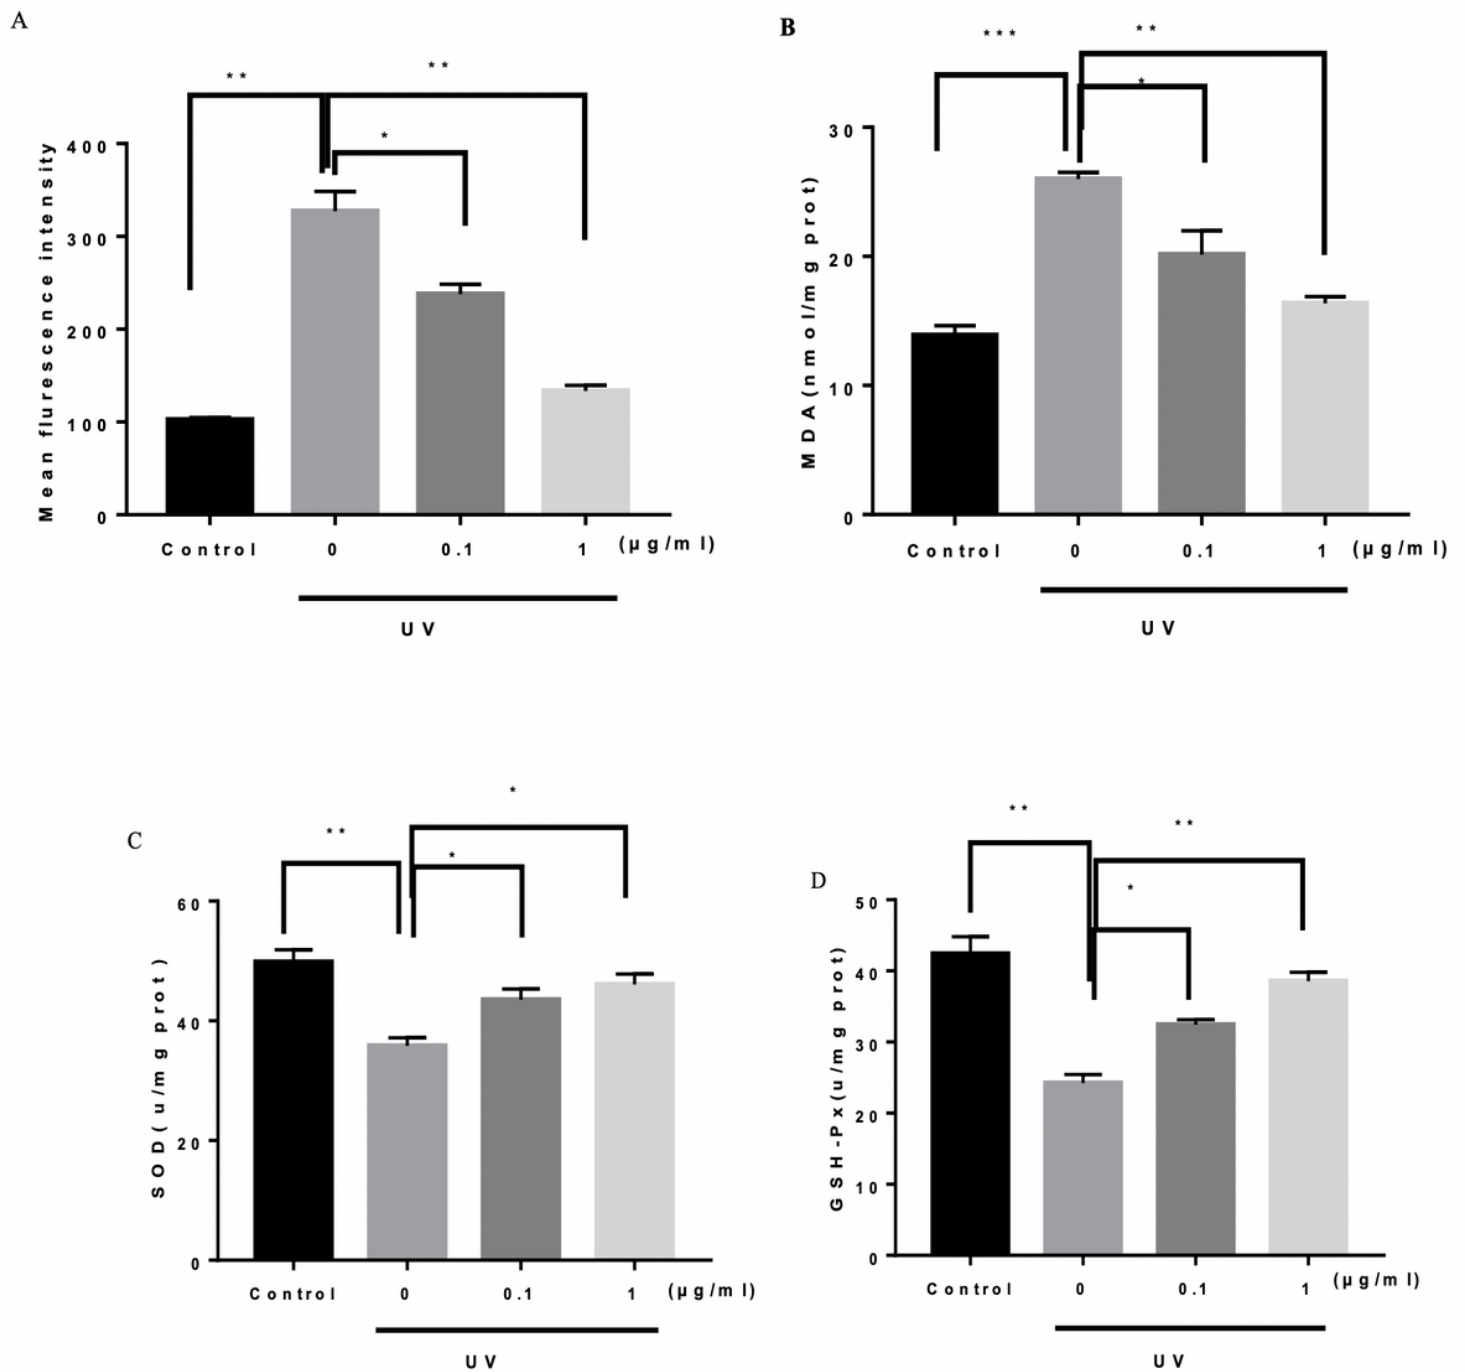 A
** ** *
Mean flurescence intensity
400
300
200
100
0
Control 0 0.1 1 (µg/ml)
UV
B
*** ** *
MDA(nmol/mg prot)
30
20
10
0
Control 0 0.1 1 (µg/ml)
UV
C
** * *
SOD(u/mg prot)
60
40
20
0
Control 0 0.1 1 (µg/ml)
UV
D
** ** *
GSH-Px(u/mg prot)
50
40
30
20
10
0
Control 0 0.1 1 (µg/ml)
UV